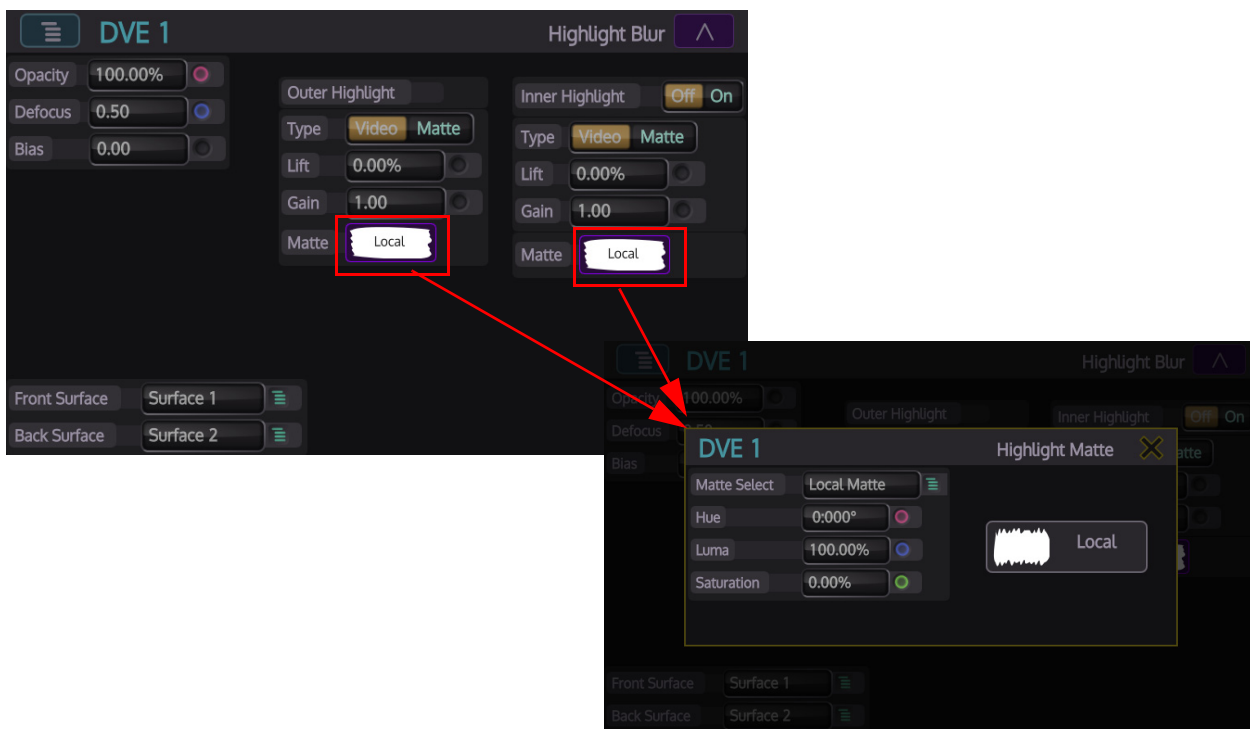 DVE 1
Highlight Blur
Opacity 100.00%
Defocus 0.50
Bias 0.00
Outer Highlight
Type Video Matte
Lift 0.00%
Gain 1.00
Matte Local
Inner Highlight Off On
Type Video Matte
Lift 0.00%
Gain 1.00
Matte Local
Front Surface Surface 1
Back Surface Surface 2
DVE 1
Highlight Blur
Opacity 100.00%
Defocus 0.50
Bias
Outer Highlight
Inner Highlight Off On
DVE 1
Highlight Matte
Matte Select Local Matte
Hue 0:000°
Luma 100.00%
Saturation 0.00%
Local
Front Surface Surface 1
Back Surface Surface 2